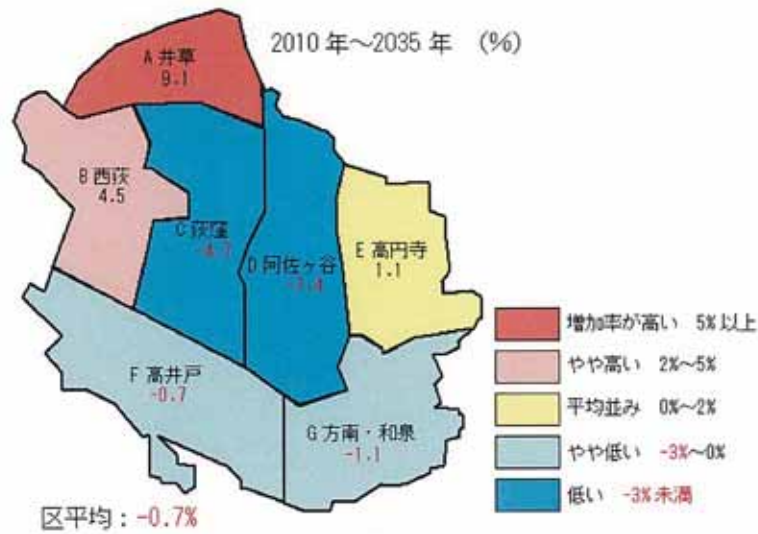 2010年～2035年 (%)
A 井草
9.1
B 西荻
4.5
C 荻窪
D 阿佐ヶ谷
E 高円寺
1.1
F 高井戸
-0.7
G 方南・和泉
-1.1
増加率が高い 5%以上
やや高い 2%～5%
平均並み 0%～2%
やや低い -3%～0%
低い -3%未満
区平均：-0.7%